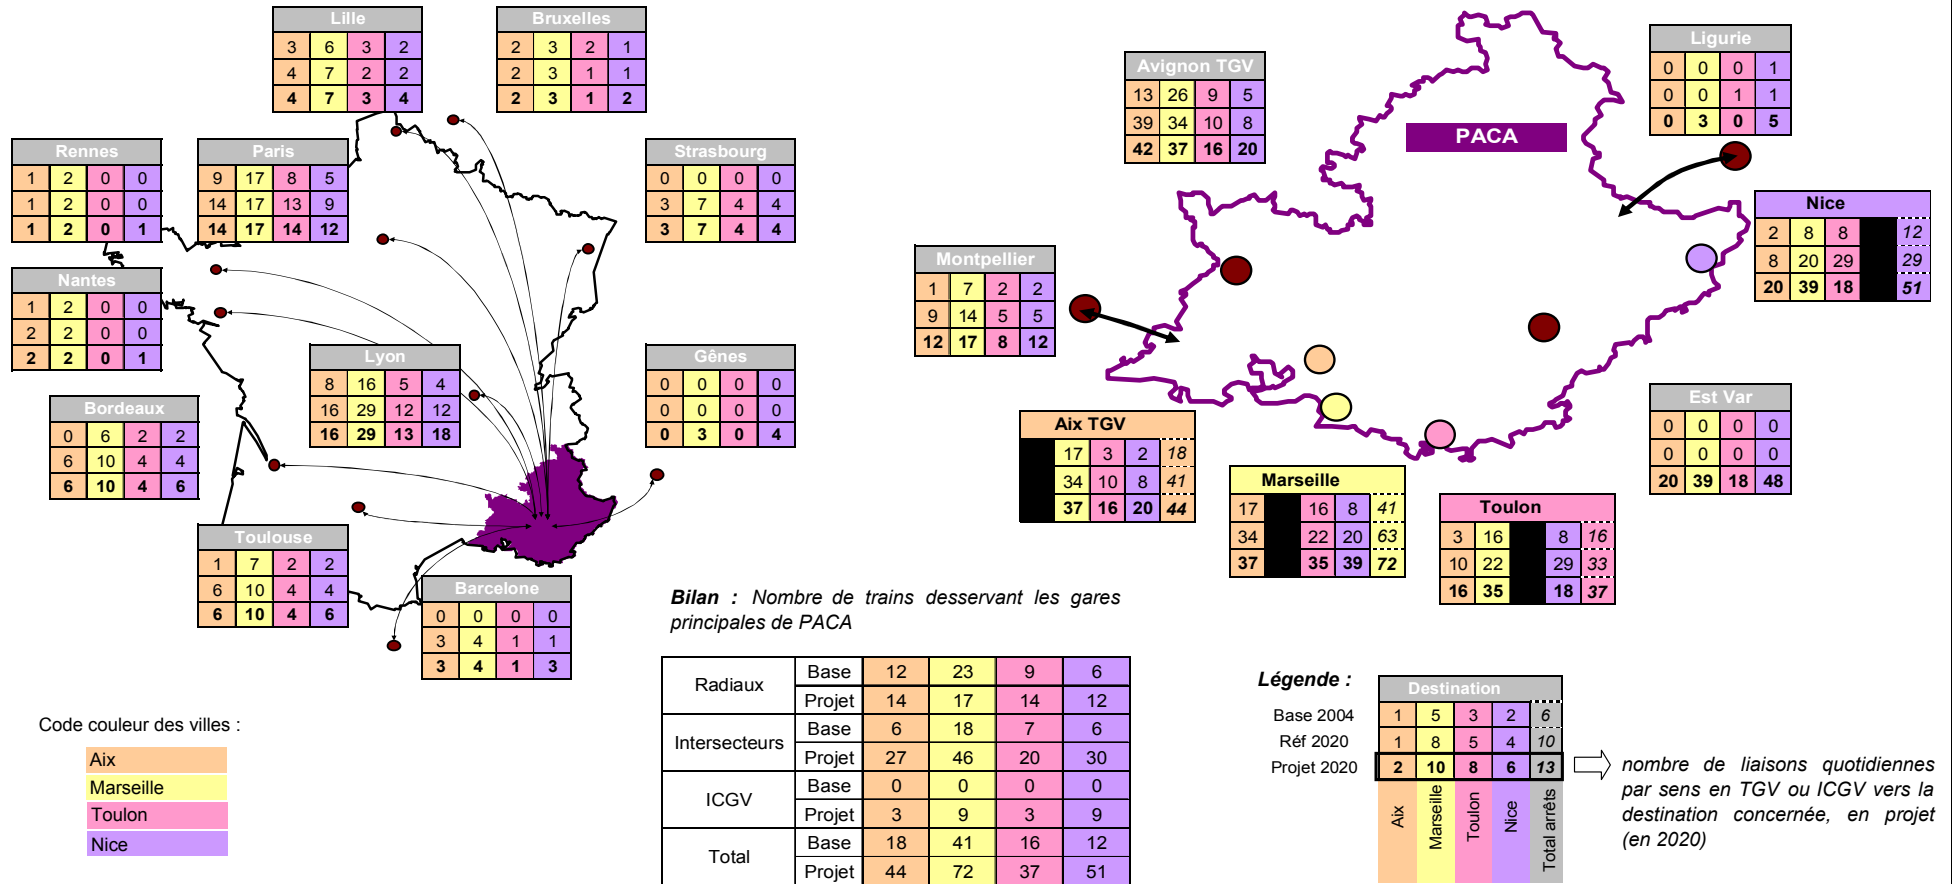 Lille
3 6 3 2
4 7 2 2
4 7 3 4
Bruxelles
2 3 2 1
2 3 1 1
2 3 1 2
Rennes
1 2 0 0
1 2 0 0
1 2 0 1
Paris
9 17 8 5
14 17 13 9
14 17 14 12
Strasbourg
0 0 0 0
3 7 4 4
3 7 4 4
Nantes
1 2 0 0
2 2 0 0
2 2 0 1
Lyon
8 16 5 4
16 29 12 12
16 29 13 18
Gênes
0 0 0 0
0 0 0 0
0 3 0 4
Bordeaux
0 6 2 2
6 10 4 4
6 10 4 6
Toulouse
1 7 2 2
6 10 4 4
6 10 4 6
Barcelone
0 0 0 0
3 4 1 1
3 4 1 3
Code couleur des villes :
Aix
Marseille
Toulon
Nice
Avignon TGV
13 26 9 5
39 34 10 8
42 37 16 20
PACA
Ligurie
0 0 0 1
0 0 1 1
0 3 0 5
Nice
2 8 8 12
8 20 29 29
20 39 18 51
Montpellier
1 7 2 2
9 14 5 5
12 17 8 12
Est Var
0 0 0 0
0 0 0 0
20 39 18 48
Aix TGV
17 3 2 18
34 10 8 41
37 16 20 44
Marseille
17 16 8 41
34 22 20 63
37 35 39 72
Toulon
3 16 8 16
10 22 29 33
16 35 18 37
Bilan : Nombre de trains desservant les gares
principales de PACA
Radiaux
Base 12 23 9 6
Projet 14 17 14 12
Intersecteurs
Base 6 18 7 6
Projet 27 46 20 30
ICGV
Base 0 0 0 0
Projet 3 9 3 9
Total
Base 18 41 16 12
Projet 44 72 37 51
Légende :
Destination
Base 2004 1 5 3 2 6
Réf 2020 1 8 5 4 10
Projet 2020 2 10 8 6 13
Aix
Marseille
Toulon
Nice
Total arrêts
nombre de liaisons quotidiennes
par sens en TGV ou ICGV vers la
destination concernée, en projet
(en 2020)